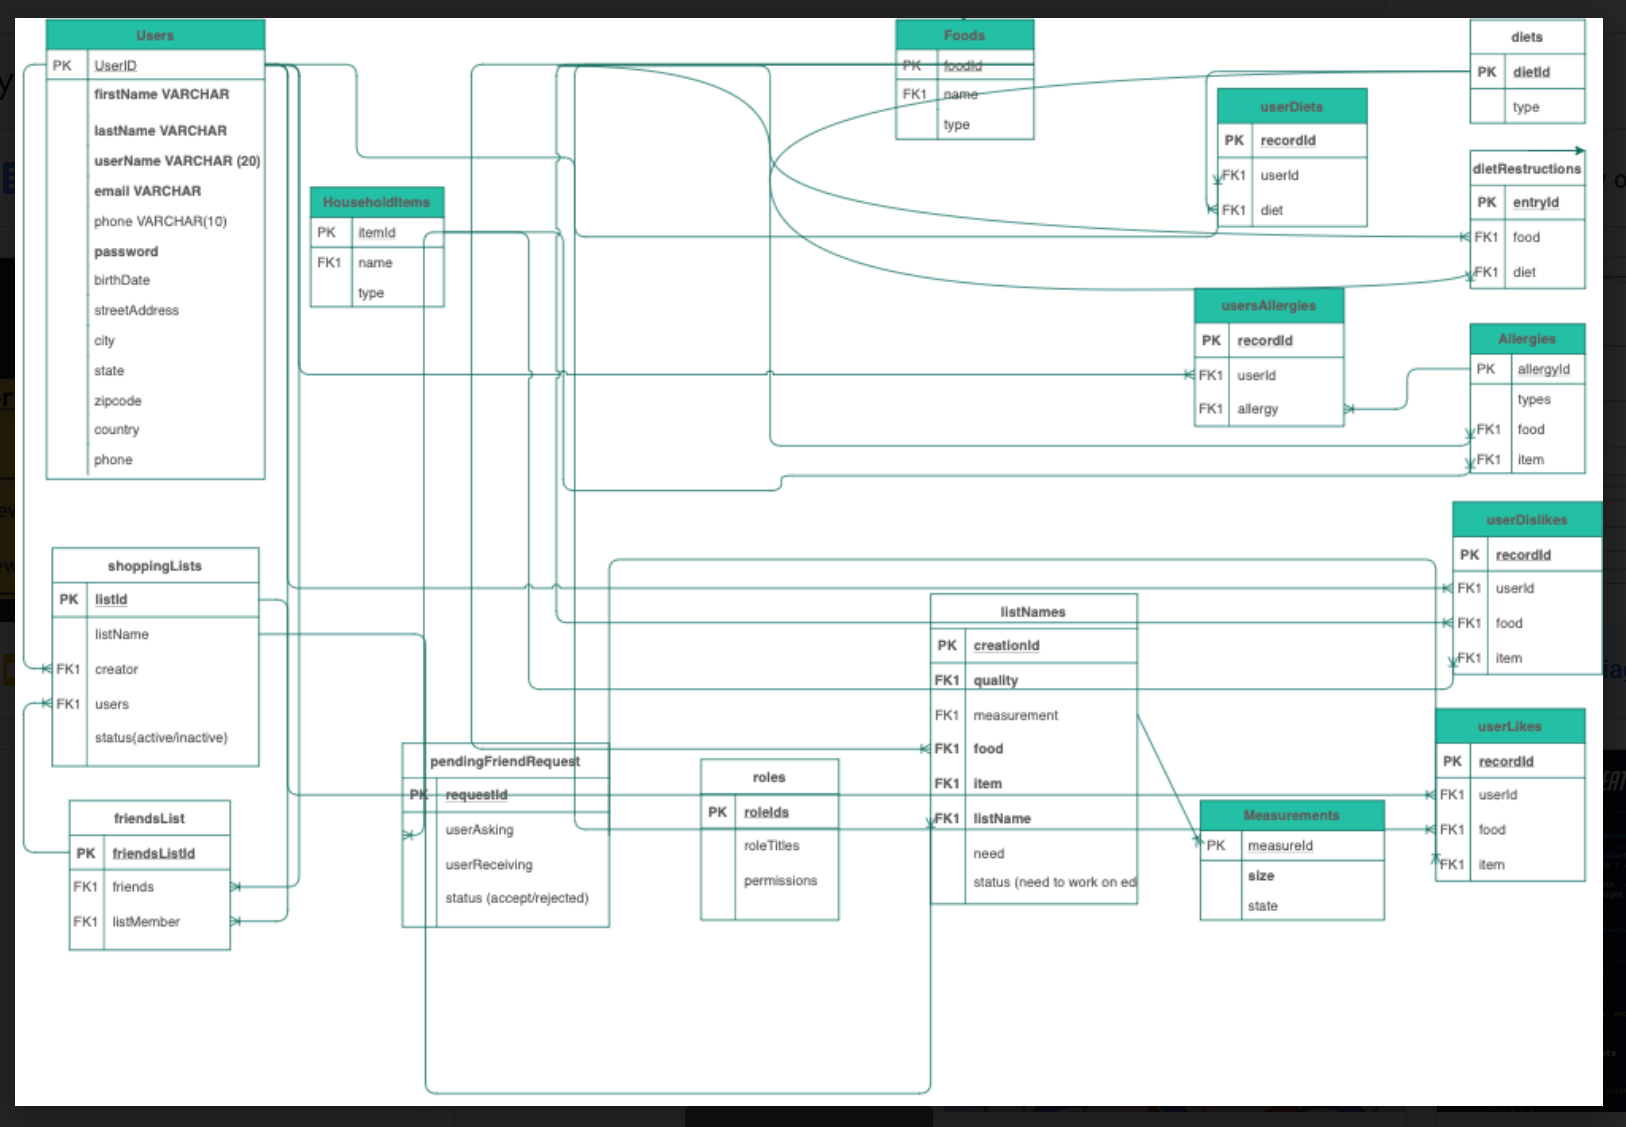 Users
PK UserID
firstName VARCHAR
lastName VARCHAR
userName VARCHAR (20)
email VARCHAR
phone VARCHAR(10)
password
birthDate
streetAddress
city
state
zipcode
country
phone
HouseholdItems
PK itemId
FK1 name
type
Foods
PK foodId
FK1 name
type
diets
PK dietId
type
userDiets
PK recordId
FK1 userId
FK1 diet
dietRestructions
PK entryId
FK1 food
FK1 diet
usersAllergies
PK recordId
FK1 userId
FK1 allergy
Allergies
PK allergyId
types
FK1 food
FK1 item
userDislikes
PK recordId
FK1 userId
FK1 food
FK1 item
shoppingLists
PK listId
listName
FK1 creator
FK1 users
status(active/inactive)
listNames
PK creationId
FK1 quality
FK1 measurement
FK1 food
FK1 item
FK1 listName
need
status (need to work on ed
userLikes
PK recordId
FK1 userId
FK1 food
FK1 item
pendingFriendRequest
PK requestId
userAsking
userReceiving
status (accept/rejected)
roles
PK roleIds
roleTitles
permissions
Measurements
PK measureId
size
state
friendsList
PK friendsListId
FK1 friends
FK1 listMember